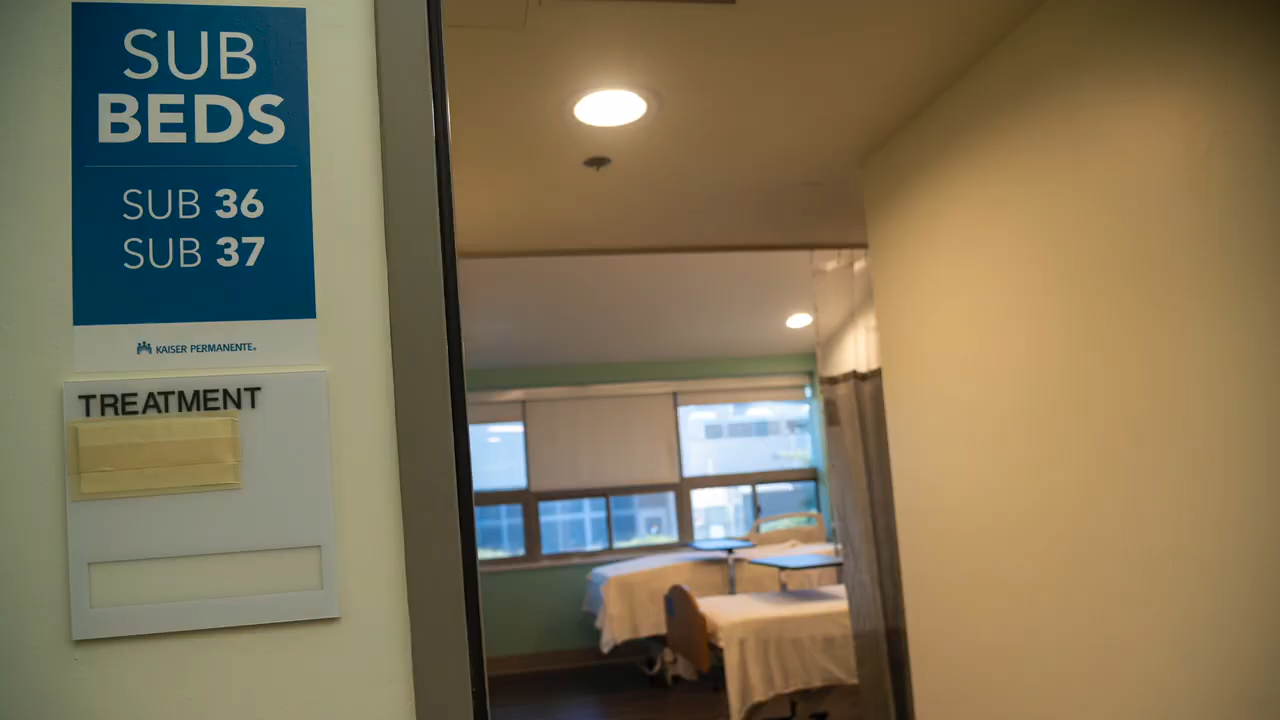 SUB
BEDS
SUB 36
SUB 37
KAISER PERMANENTE®
TREATMENT